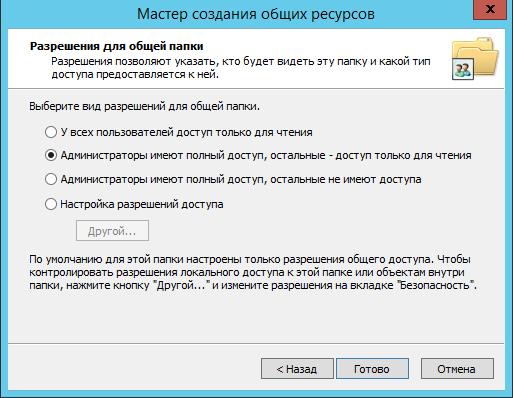 Мастер создания общих ресурсов
X
Разрешения для общей папки
Разрешения позволяют указать, кто будет видеть эту папку и какой тип
доступа предоставляется к ней.
Выберите вид разрешений для общей папки.
У всех пользователей доступ только для чтения
Администраторы имеют полный доступ, остальные - доступ только для чтения
Администраторы имеют полный доступ, остальные не имеют доступа
Настройка разрешений доступа
Другой...
По умолчанию для этой папки настроены только разрешения общего доступа. Чтобы
контролировать разрешения локального доступа к этой папке или объектам внутри
папки, нажмите кнопку "Другой..." и измените разрешения на вкладке "Безопасность".
< Назад
Готово
Отмена